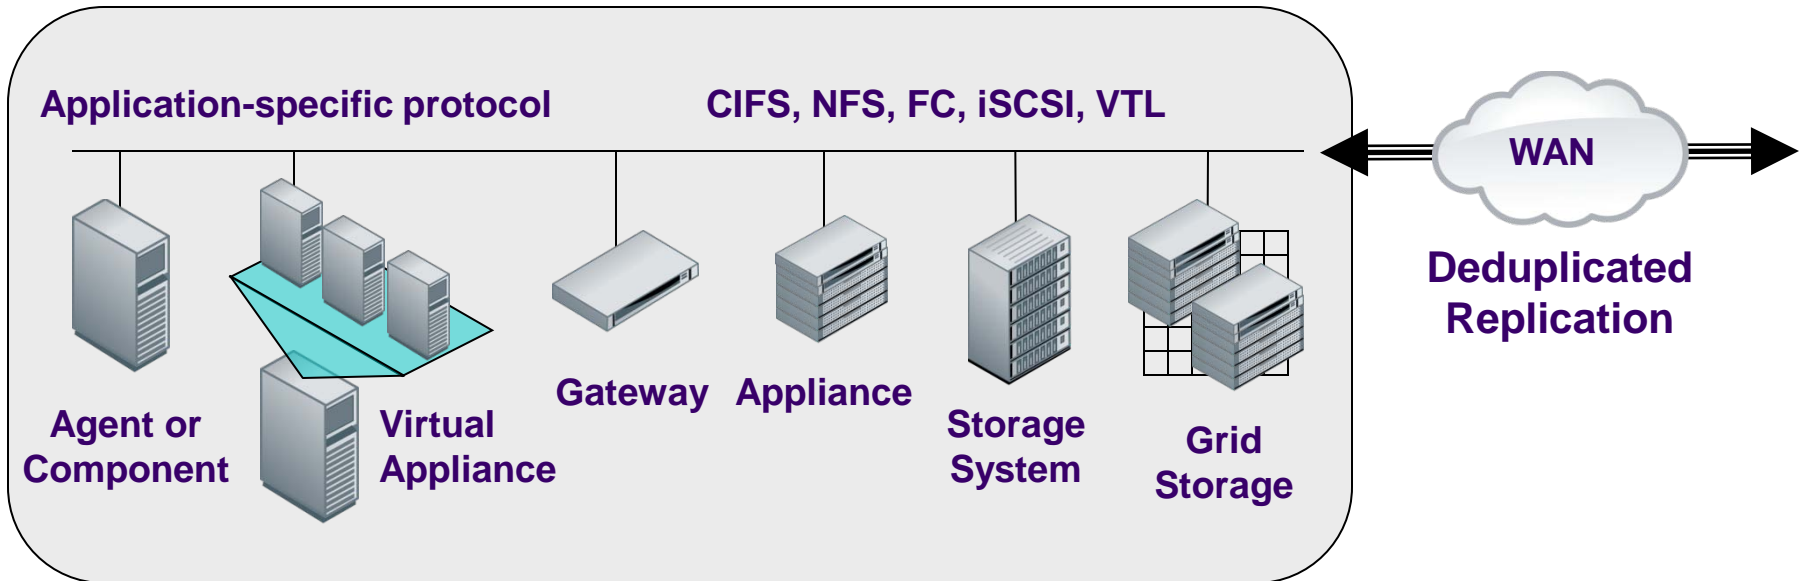 Application-specific protocol
CIFS, NFS, FC, iSCSI, VTL
WAN
Deduplicated
Replication
Agent or
Component
Virtual
Appliance
Gateway
Appliance
Storage
System
Grid
Storage